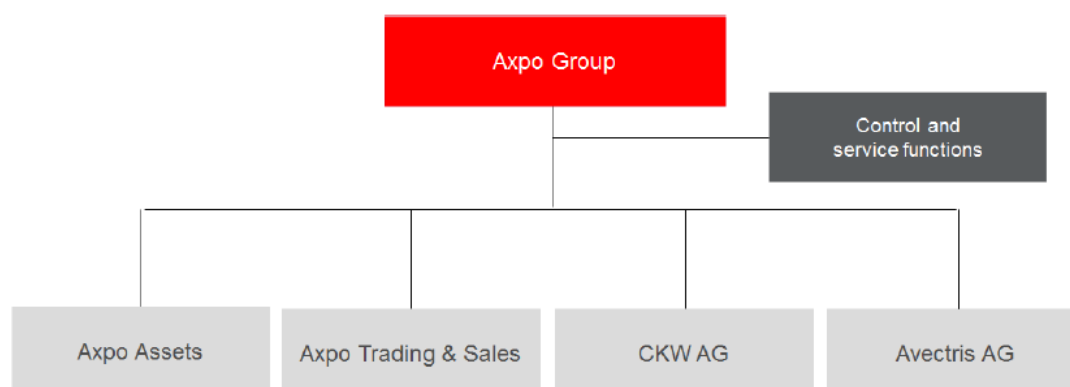 Axpo Group
Control and
service functions
Axpo Assets
Axpo Trading & Sales
CKW AG
Avectris AG